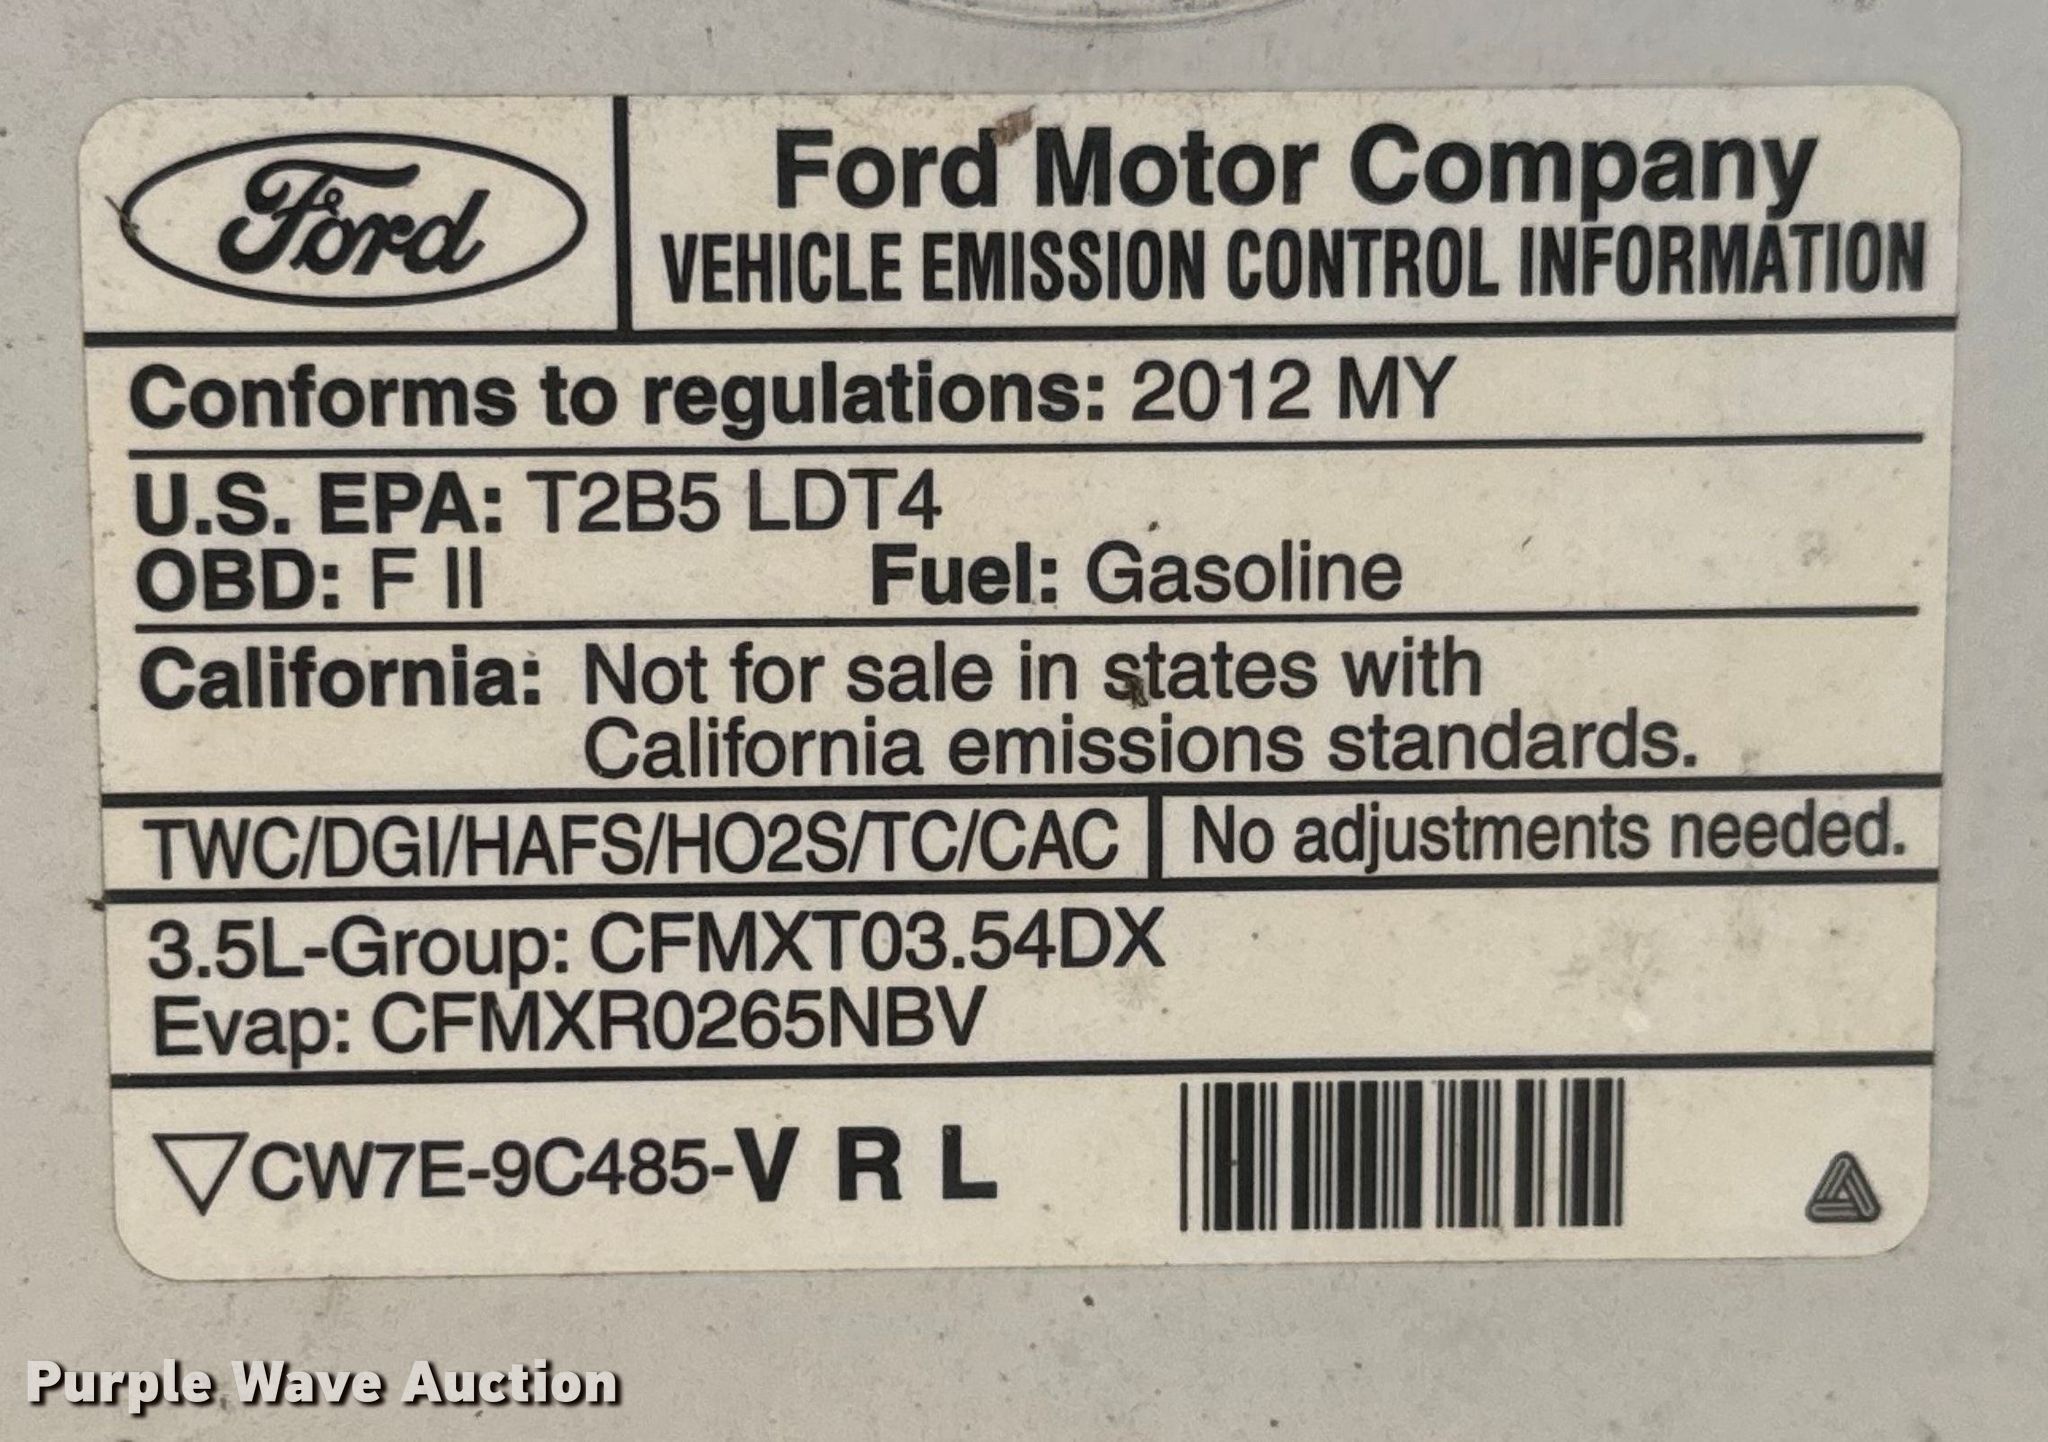 Ford
Ford Motor Company
VEHICLE EMISSION CONTROL INFORMATION
Conforms to regulations: 2012 MY
U.S. EPA: T2B5 LDT4
OBD: F II Fuel: Gasoline
California: Not for sale in states with
California emissions standards.
TWC/DGI/HAFS/HO2S/TC/CAC No adjustments needed.
3.5L-Group: CFMXT03.54DX
Evap: CFMXR0265NBV
CW7E-9C485-V R L
Purple Wave Auction